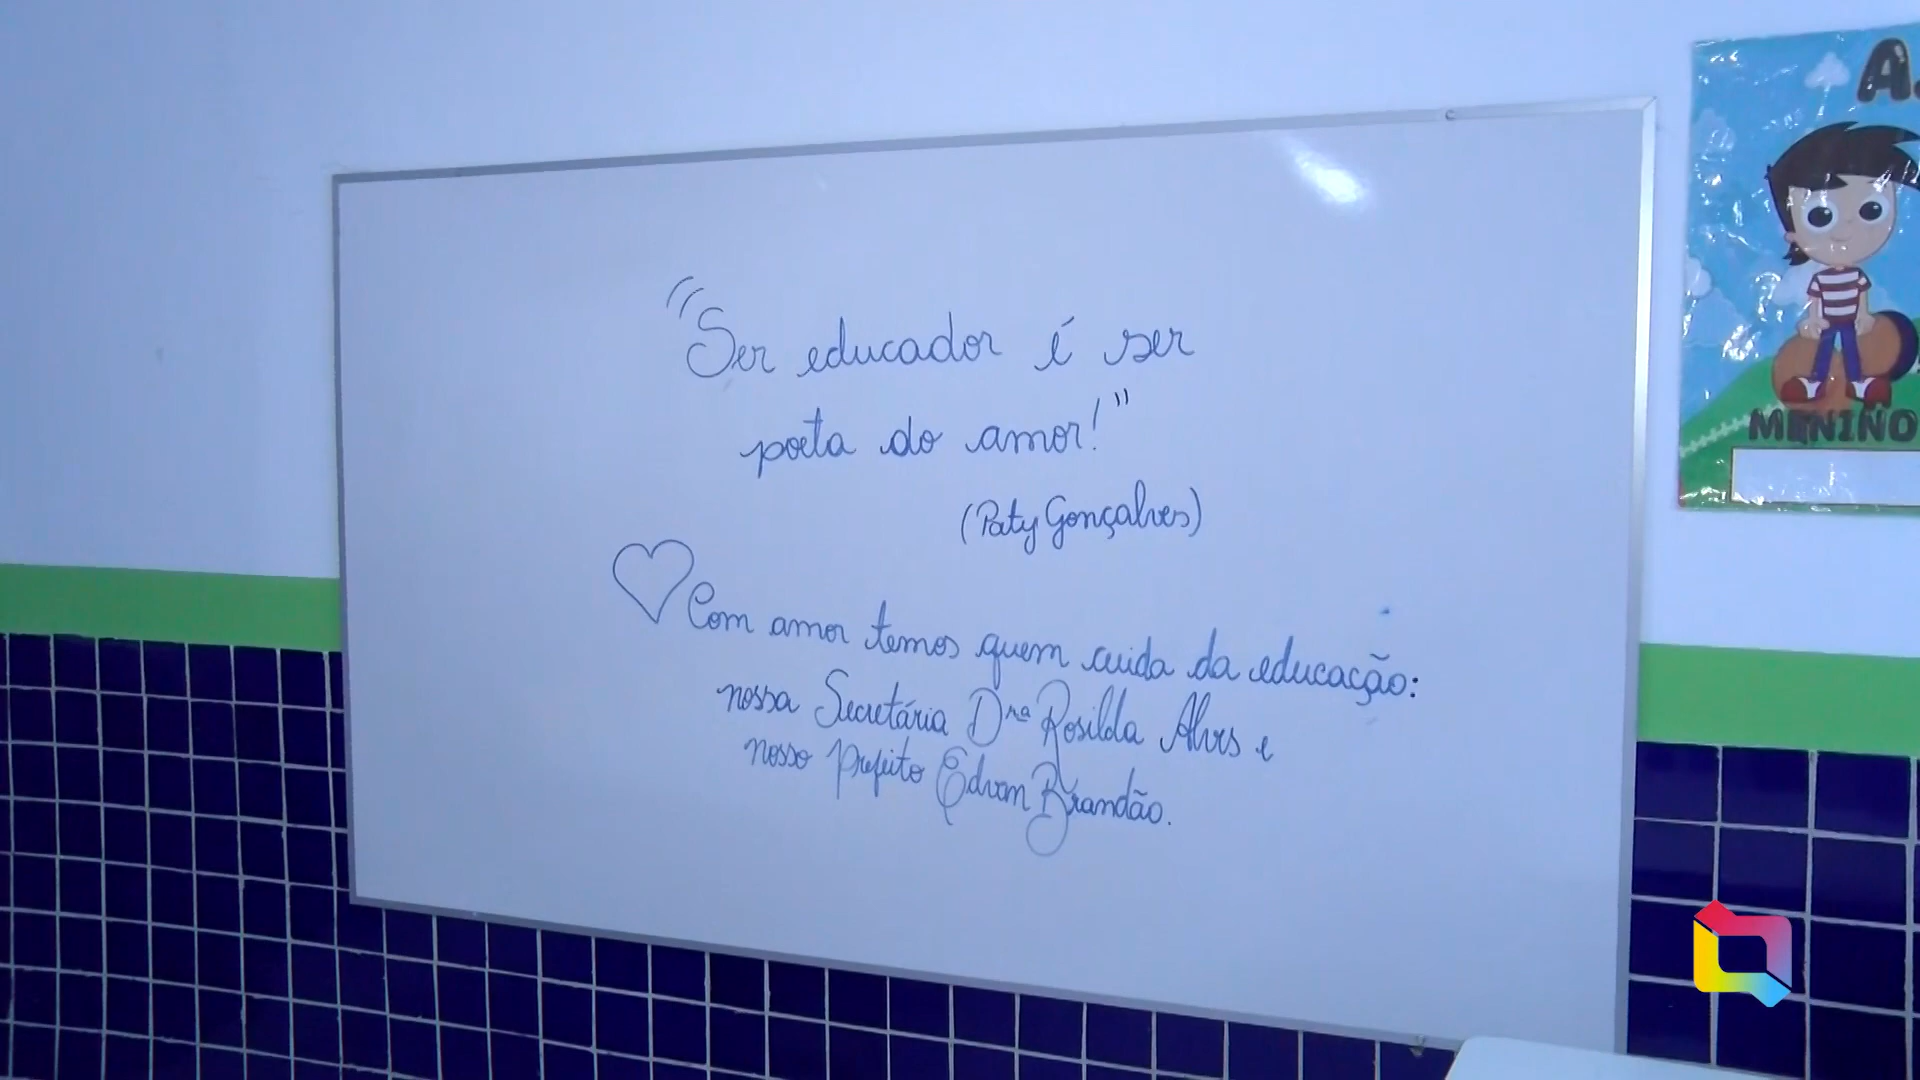 "Ser educador é ser
poeta do amor!"
(Paty Gonçalves)
Com amor temos quem cuida da educação:
nossa Secretária Drª Rosilda Alves e
nosso Prefeito Edvan Brandão.
A
MENINO